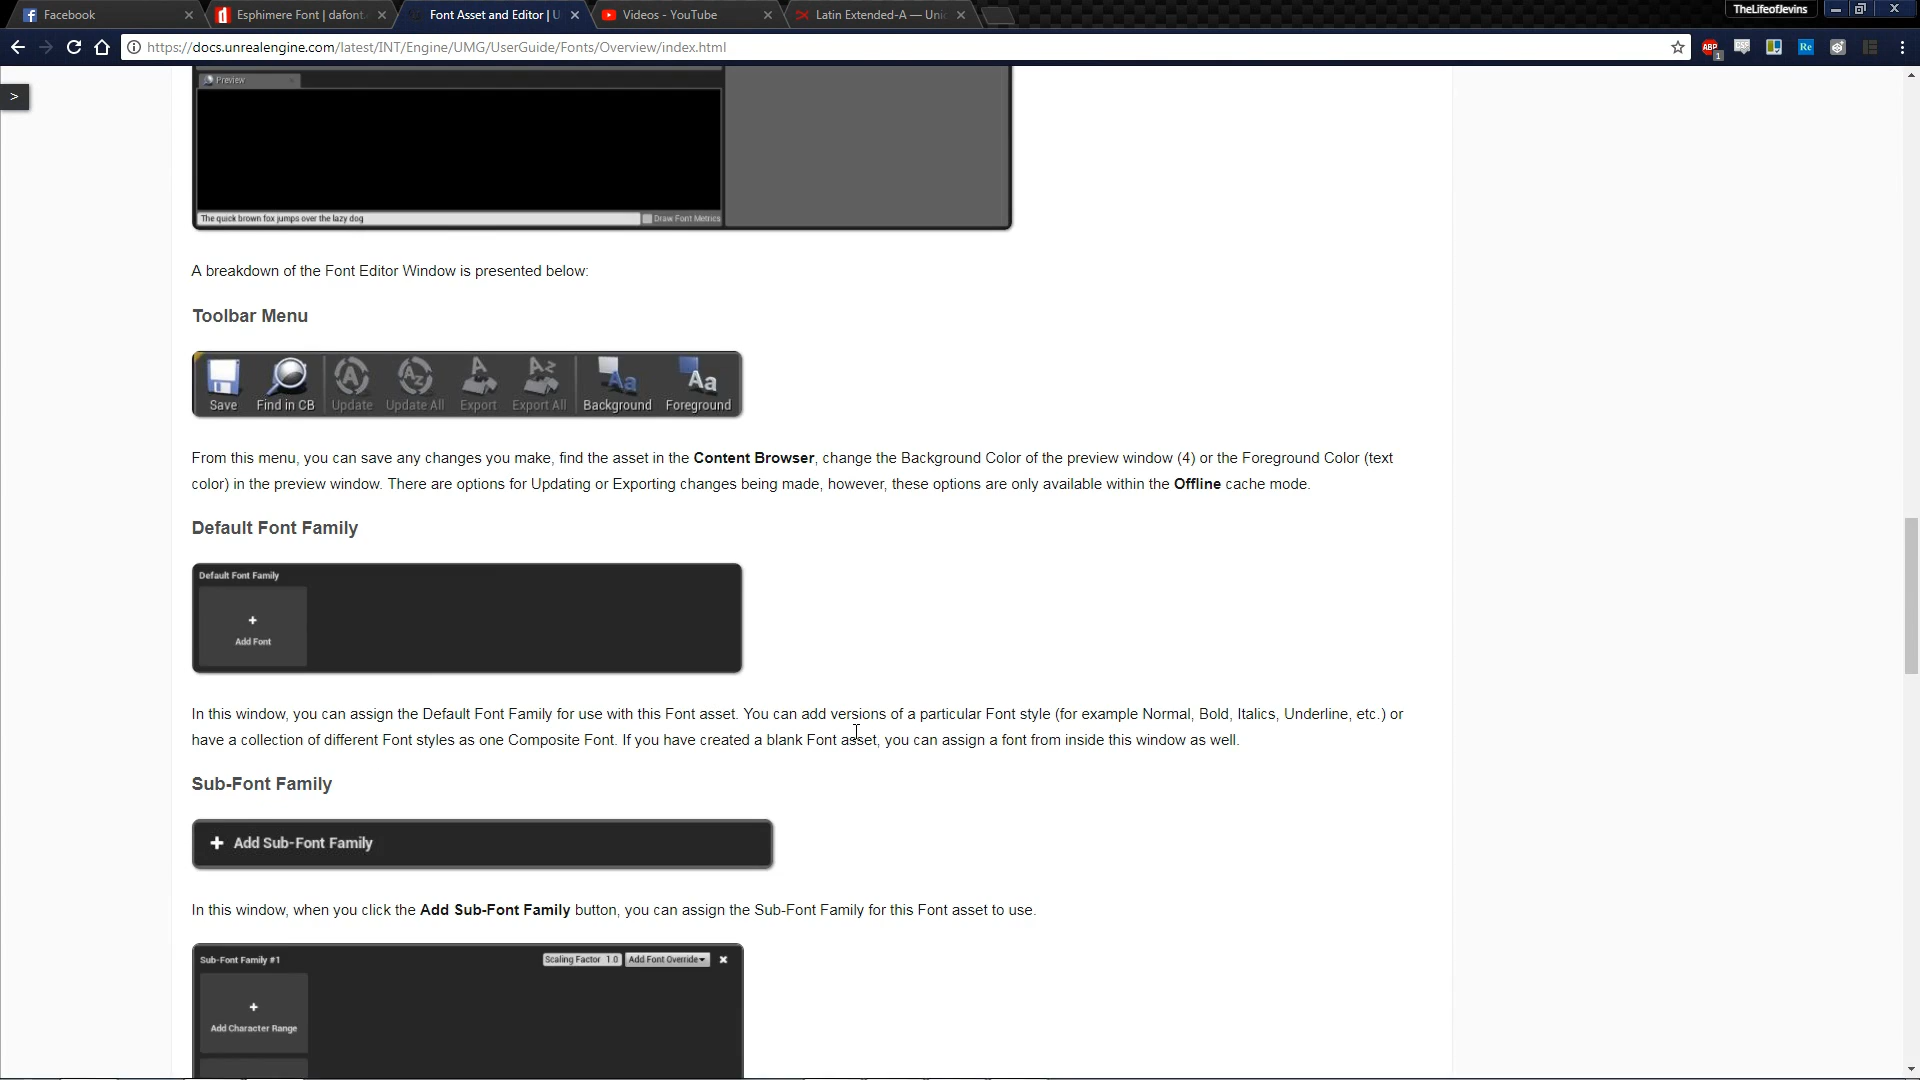 Facebook
Esphimere Font | dafont.
Font Asset and Editor | U
Videos - YouTube
Latin Extended-A — Unic
TheLifeofJevins
https://docs.unrealengine.com/latest/INT/Engine/UMG/UserGuide/Fonts/Overview/index.html
ABP
1
Re
>
Preview
The quick brown fox jumps over the lazy dog
Draw Font Metrics
A breakdown of the Font Editor Window is presented below:
Toolbar Menu
Save
Find in CB
Update
Update All
Export
Export All
Background
Foreground
From this menu, you can save any changes you make, find the asset in the Content Browser, change the Background Color of the preview window (4) or the Foreground Color (text
color) in the preview window. There are options for Updating or Exporting changes being made, however, these options are only available within the Offline cache mode.
Default Font Family
Default Font Family
+
Add Font
In this window, you can assign the Default Font Family for use with this Font asset. You can add versions of a particular Font style (for example Normal, Bold, Italics, Underline, etc.) or
have a collection of different Font styles as one Composite Font. If you have created a blank Font asset, you can assign a font from inside this window as well.
Sub-Font Family
+ Add Sub-Font Family
In this window, when you click the Add Sub-Font Family button, you can assign the Sub-Font Family for this Font asset to use.
Sub-Font Family #1
Scaling Factor 1.0
Add Font Override
+
Add Character Range